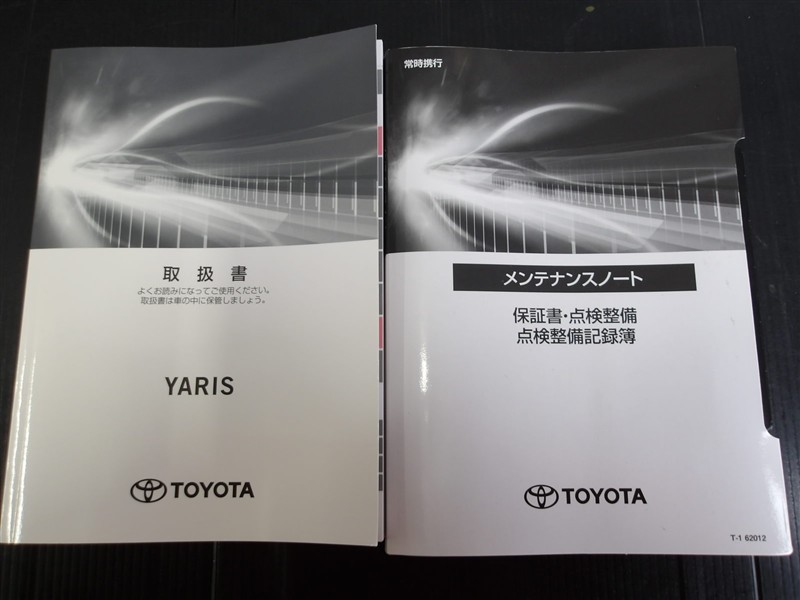 取扱書
よくお読みになってご使用ください。
取扱書は車の中に保管しましょう。
YARIS
TOYOTA
常時携行
メンテナンスノート
保証書・点検整備
点検整備記録簿
TOYOTA
T-1 62012